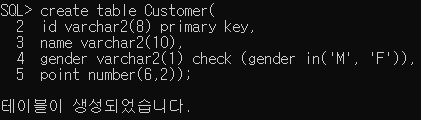 SQL> create table Customer(
  2  id varchar2(8) primary key,
  3  name varchar2(10),
  4  gender varchar2(1) check (gender in('M', 'F')),
  5  point number(6,2));
테이블이 생성되었습니다.